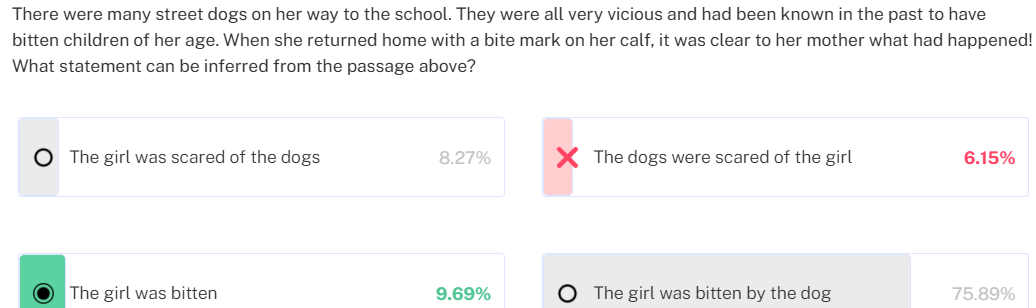 There were many street dogs on her way to the school. They were all very vicious and had been known in the past to have
bitten children of her age. When she returned home with a bite mark on her calf, it was clear to her mother what had happened!
What statement can be inferred from the passage above?
The girl was scared of the dogs 8.27%
The dogs were scared of the girl 6.15%
The girl was bitten 9.69%
The girl was bitten by the dog 75.89%